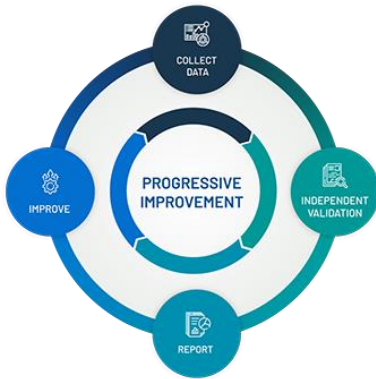 COLLECT
DATA
PROGRESSIVE
IMPROVEMENT
INDEPENDENT
VALIDATION
IMPROVE
REPORT